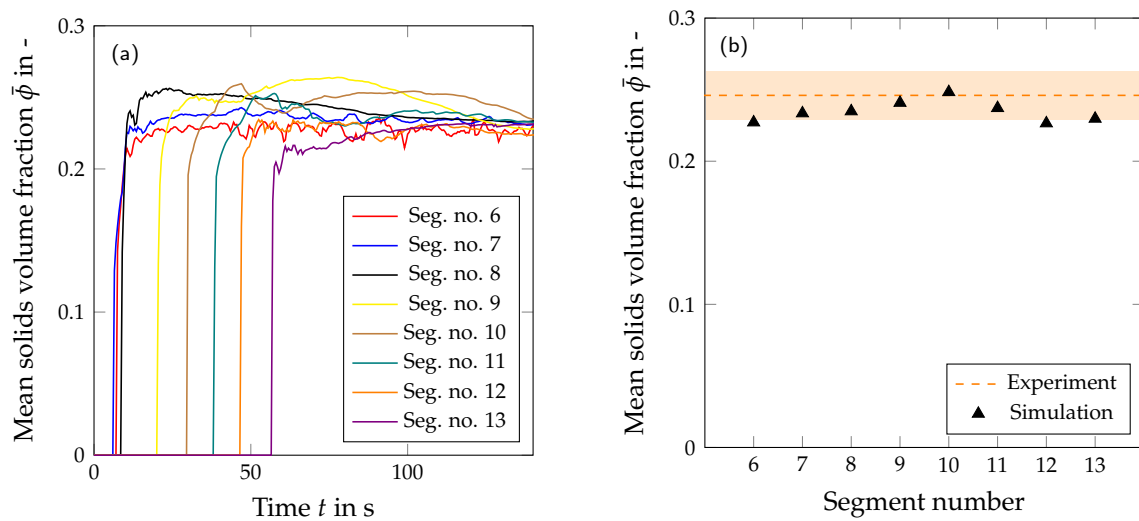 (a)
Mean solids volume fraction ϕ̄ in -
0.3
0.2
0.1
0
0
50
100
Time t in s
Seg. no. 6
Seg. no. 7
Seg. no. 8
Seg. no. 9
Seg. no. 10
Seg. no. 11
Seg. no. 12
Seg. no. 13
(b)
Mean solids volume fraction ϕ̄ in -
0.3
0.2
0.1
0
6 7 8 9 10 11 12 13
Segment number
Experiment
Simulation